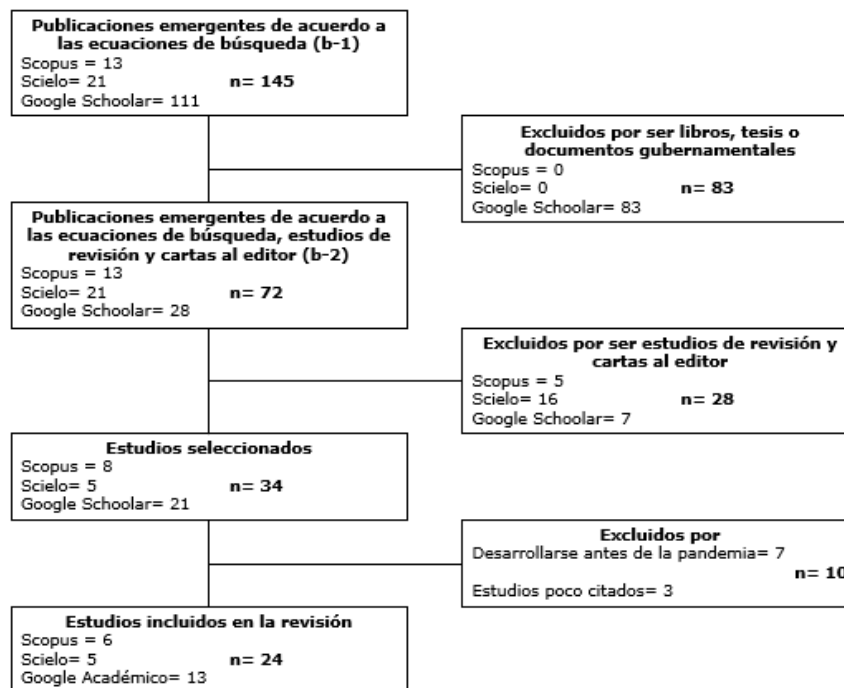 Publicaciones emergentes de acuerdo a
las ecuaciones de búsqueda (b-1)
Scopus = 13
Scielo= 21 n= 145
Google Schoolar= 111
Excluidos por ser libros, tesis o
documentos gubernamentales
Scopus = 0
Scielo= 0 n= 83
Google Schoolar= 83
Publicaciones emergentes de acuerdo a
las ecuaciones de búsqueda, estudios de
revisión y cartas al editor (b-2)
Scopus = 13
Scielo= 21 n= 72
Google Schoolar= 28
Excluidos por ser estudios de revisión y
cartas al editor
Scopus = 5
Scielo= 16 n= 28
Google Schoolar= 7
Estudios seleccionados
Scopus = 8
Scielo= 5 n= 34
Google Schoolar= 21
Excluidos por
Desarrollarse antes de la pandemia= 7
n= 10
Estudios poco citados= 3
Estudios incluidos en la revisión
Scopus = 6
Scielo= 5 n= 24
Google Académico= 13